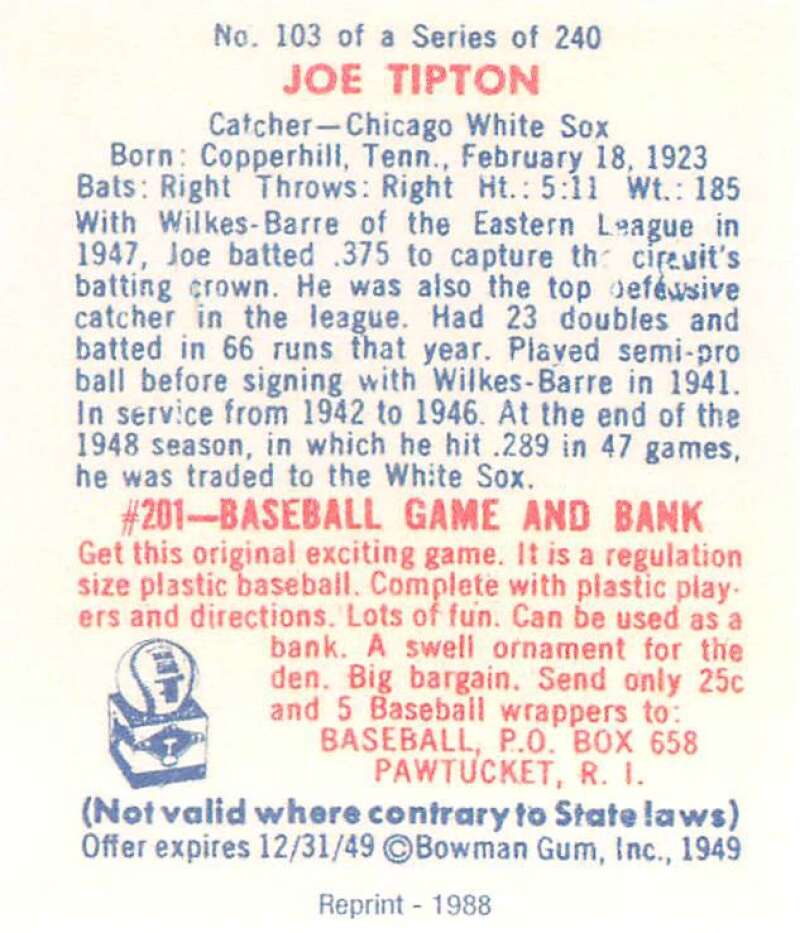 No. 103 of a Series of 240
JOE TIPTON
Catcher—Chicago White Sox
Born: Copperhill, Tenn., February 18, 1923
Bats: Right Throws: Right Ht.: 5:11 Wt.: 185
With Wilkes-Barre of the Eastern League in
1947, Joe batted .375 to capture the circuit's
batting crown. He was also the top defensive
catcher in the league. Had 23 doubles and
batted in 66 runs that year. Played semi-pro
ball before signing with Wilkes-Barre in 1941.
In service from 1942 to 1946. At the end of the
1948 season, in which he hit .289 in 47 games,
he was traded to the White Sox.
#201—BASEBALL GAME AND BANK
Get this original exciting game. It is a regulation
size plastic baseball. Complete with plastic play-
ers and directions. Lots of fun. Can be used as a
bank. A swell ornament for the
den. Big bargain. Send only 25c
and 5 Baseball wrappers to:
BASEBALL, P.O. BOX 658
PAWTUCKET, R. I.
(Not valid where contrary to State laws)
Offer expires 12/31/49 ©Bowman Gum, Inc., 1949
Reprint - 1988